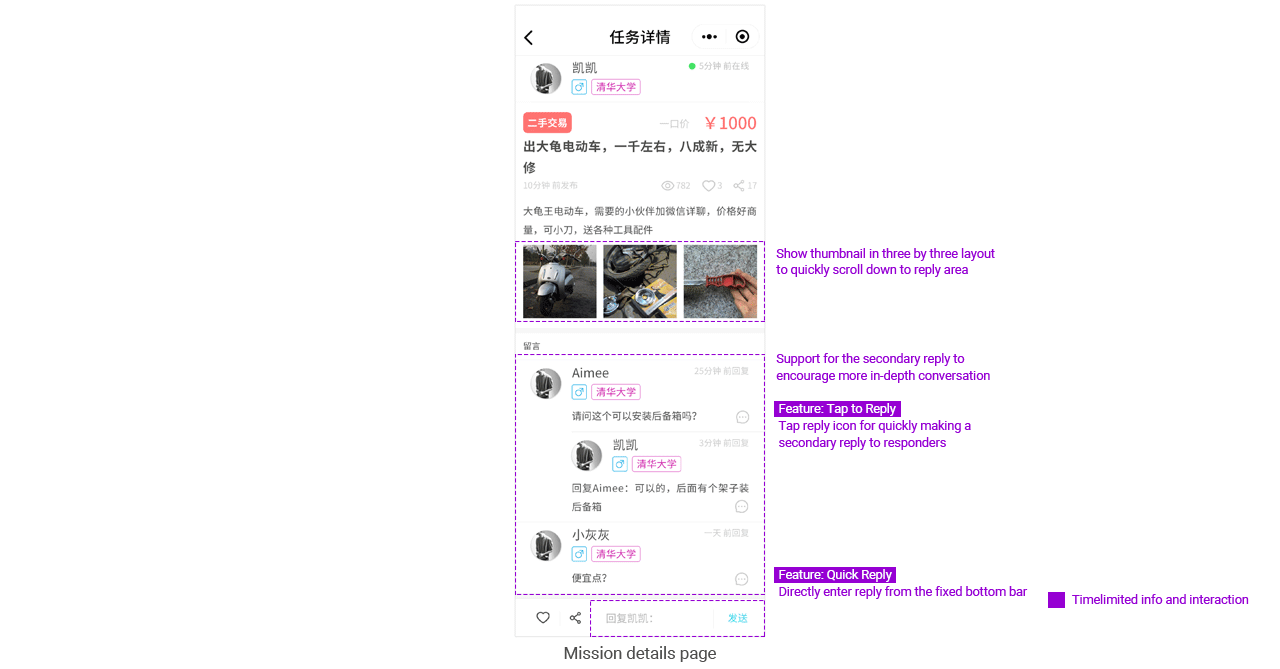 任务详情
凯凯
5分钟 前在线
清华大学
二手交易
一口价
￥1000
出大龟电动车，一千左右，八成新，无大
修
10分钟 前发布
782
3
17
大龟王电动车，需要的小伙伴加微信详聊，价格好商
量，可小刀，送各种工具配件
Show thumbnail in three by three layout
to quickly scroll down to reply area
留言
Support for the secondary reply to
encourage more in-depth conversation
Aimee
25分钟 前回复
清华大学
请问这个可以安装后备箱吗？
Feature: Tap to Reply
Tap reply icon for quickly making a
secondary reply to responders
凯凯
3分钟 前回复
清华大学
回复Aimee：可以的，后面有个架子装
后备箱
小灰灰
一天 前回复
清华大学
便宜点？
Feature: Quick Reply
Directly enter reply from the fixed bottom bar
Timelimited info and interaction
回复凯凯：
发送
Mission details page